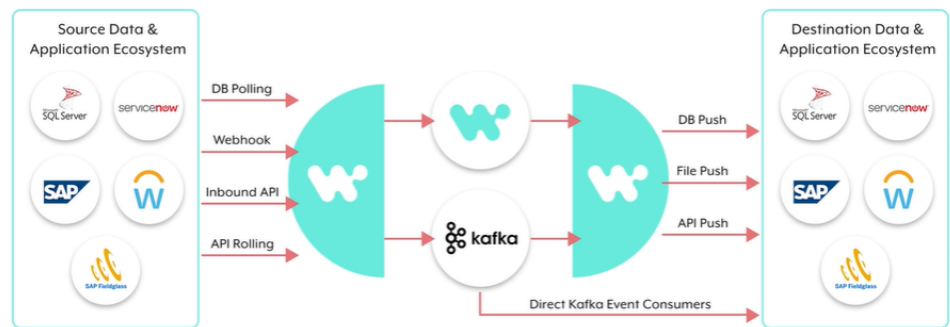 Source Data &
Application Ecosystem
Microsoft
SQL Server
servicenow
SAP
W
SAP Fieldglass
DB Polling
Webhook
Inbound API
API Rolling
W
W
kafka
W
DB Push
File Push
API Push
Direct Kafka Event Consumers
Destination Data &
Application Ecosystem
Microsoft
SQL Server
servicenow
SAP
W
SAP Fieldglass